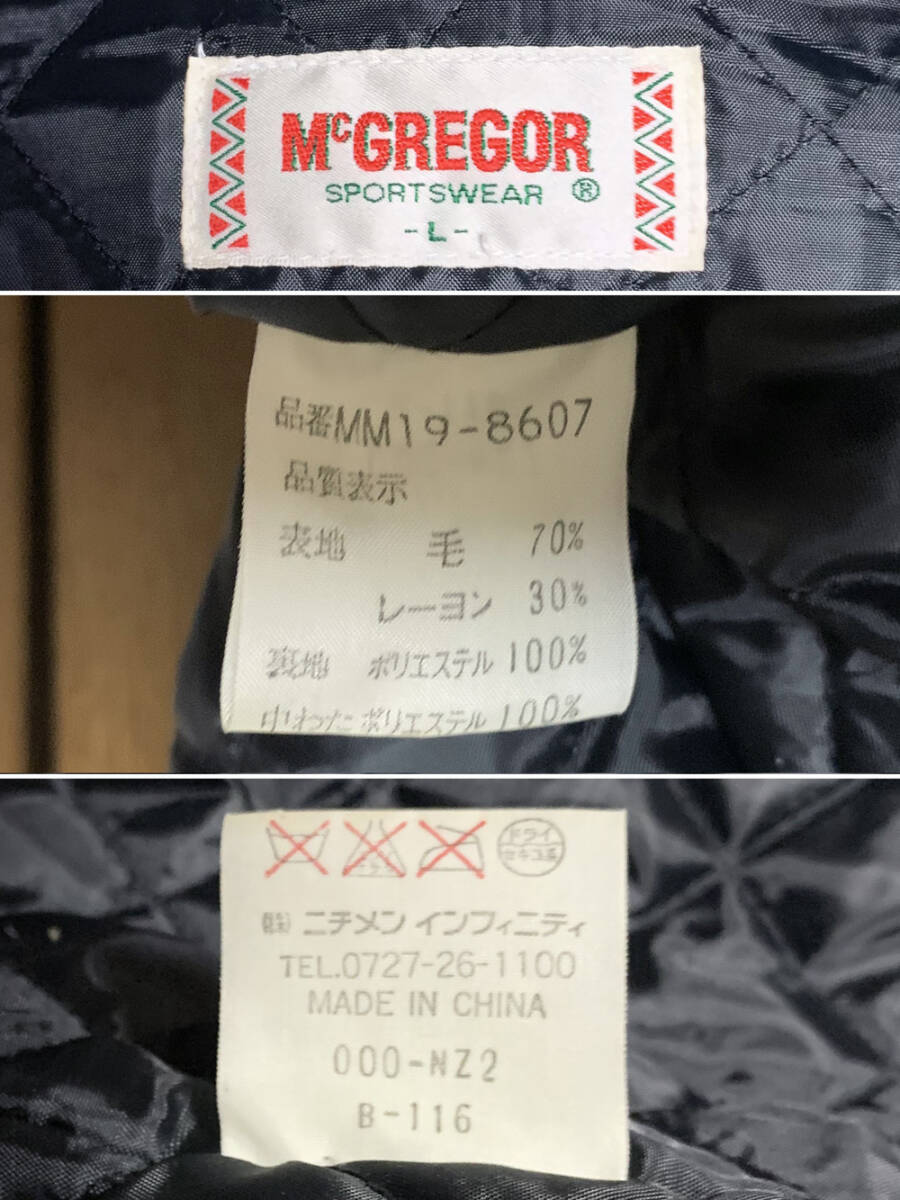 McGREGOR
SPORTSWEAR ®
-L-
品番MM19-8607
品質表示
表地 毛 70%
レーヨン 30%
裏地 ポリエステル 100%
中わた ポリエステル 100%
ドライ
セキユ系
㈱ ニチメン インフィニティ
TEL.0727-26-1100
MADE IN CHINA
000-NZ2
B-116